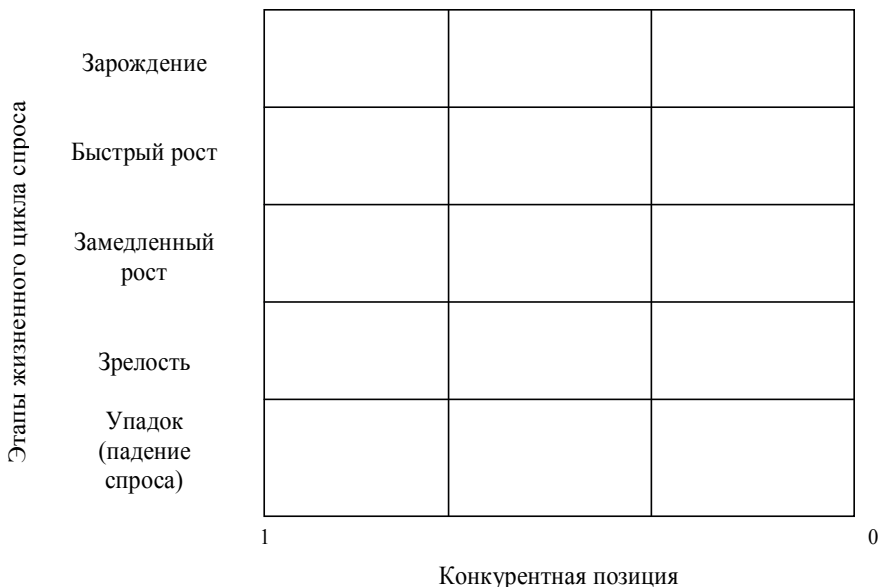 Этапы жизненного цикла спроса
Зарождение
Быстрый рост
Замедленный
рост
Зрелость
Упадок
(падение
спроса)
1
0
Конкурентная позиция